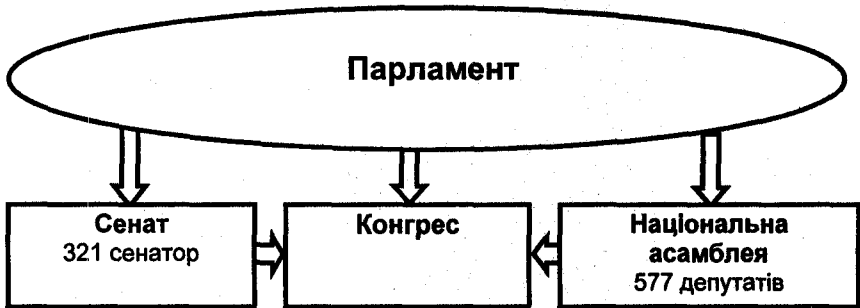 Парламент
Сенат
321 сенатор
Конгрес
Національна
асамблея
577 депутатів